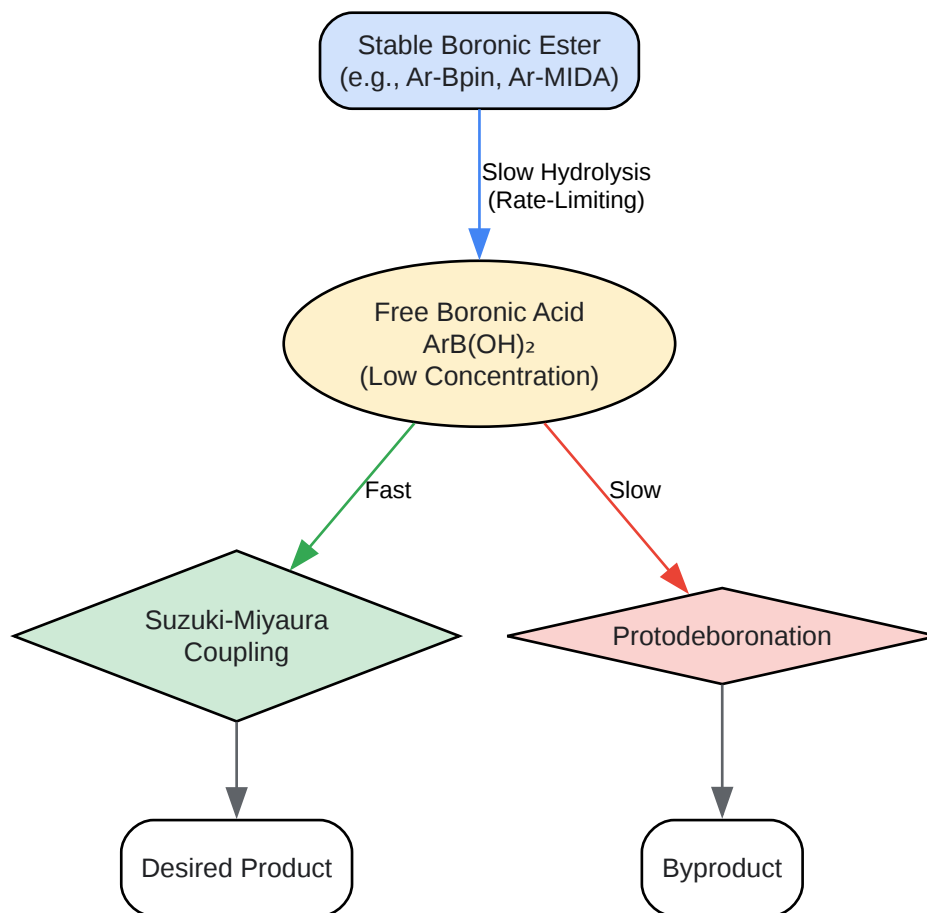 Stable Boronic Ester
(e.g., Ar-Bpin, Ar-MIDA)
Slow Hydrolysis
(Rate-Limiting)
Free Boronic Acid
ArB(OH)₂
(Low Concentration)
Fast
Slow
Suzuki-Miyaura
Coupling
Protodeboronation
Desired Product
Byproduct